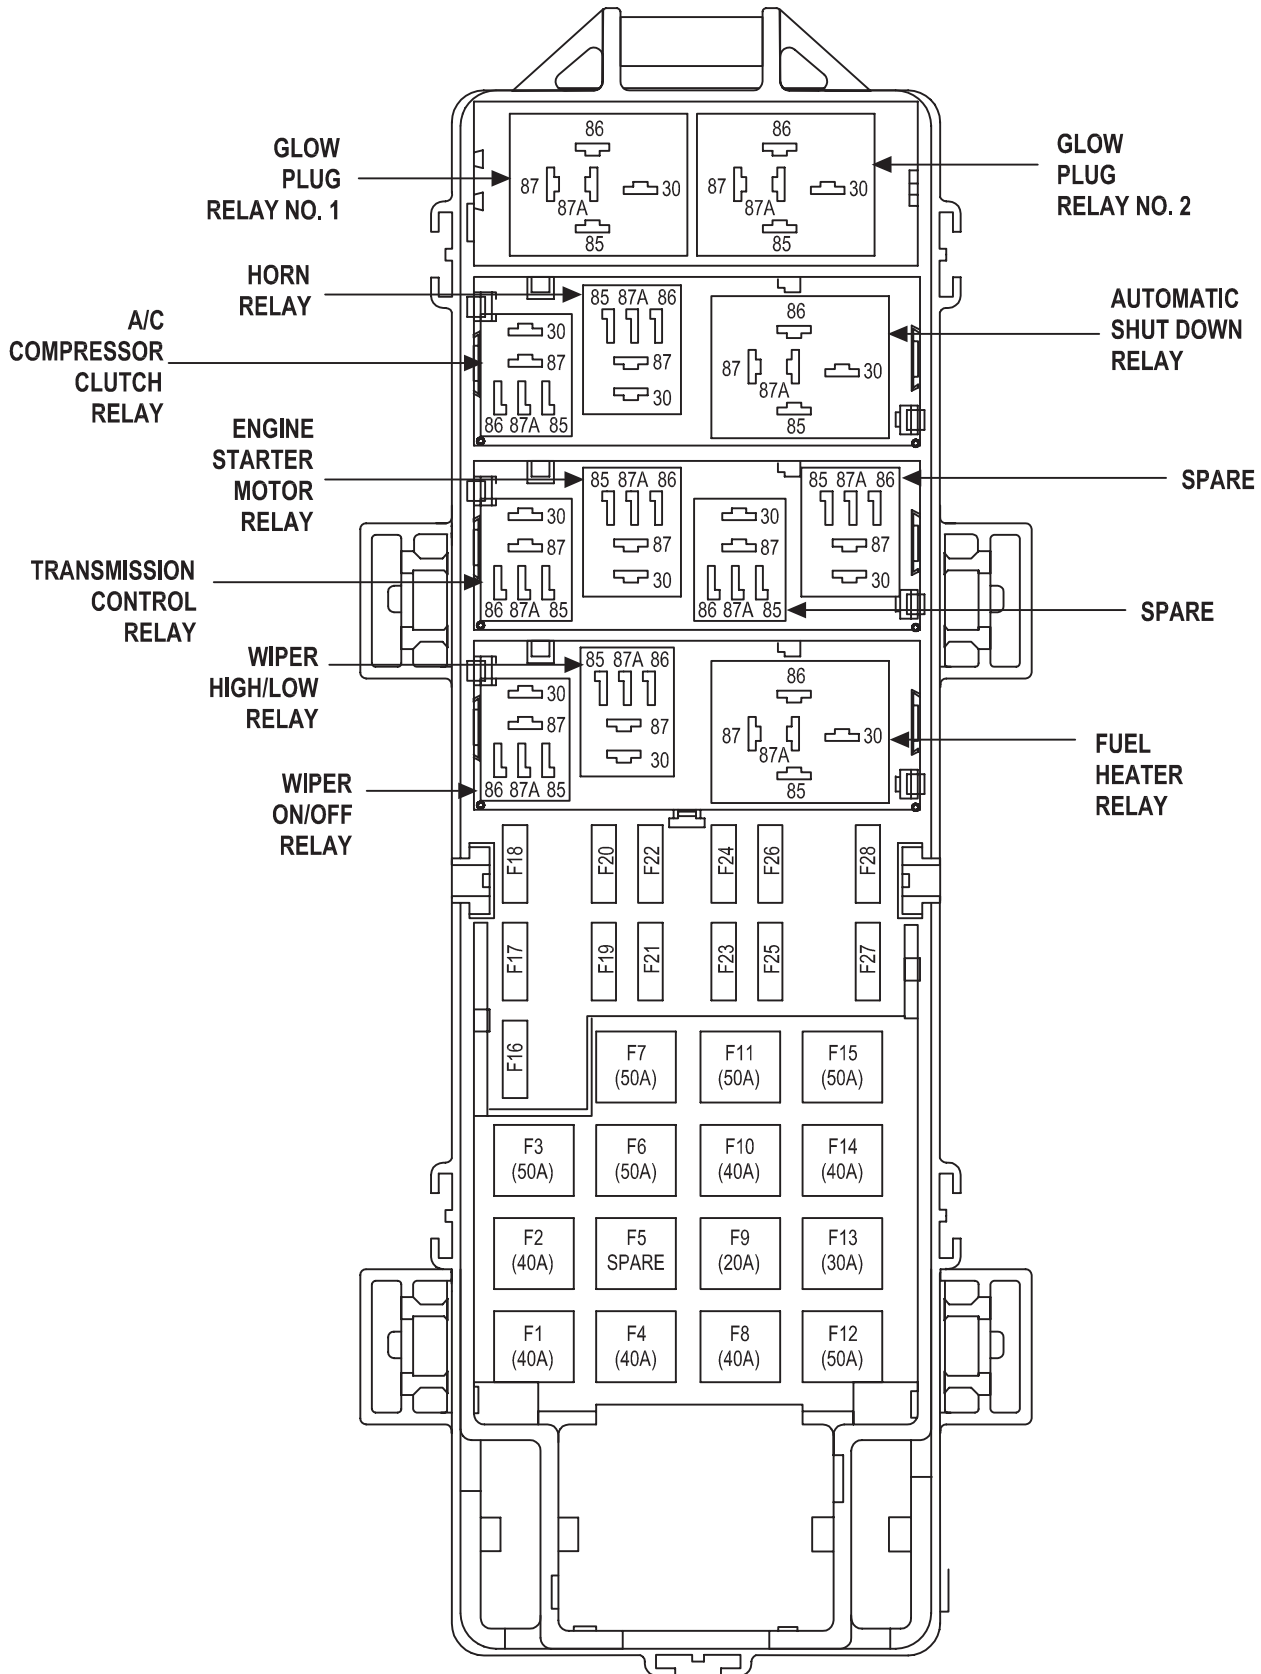 GLOW
PLUG
RELAY NO. 1
86
87
87A
30
85
86
87
87A
30
85
GLOW
PLUG
RELAY NO. 2
HORN
RELAY
A/C
COMPRESSOR
CLUTCH
RELAY
30
87
86 87A 85
85 87A 86
87
30
86
87
87A
30
85
AUTOMATIC
SHUT DOWN
RELAY
ENGINE
STARTER
MOTOR
RELAY
TRANSMISSION
CONTROL
RELAY
30
87
86 87A 85
85 87A 86
87
30
30
87
86 87A 85
85 87A 86
87
30
SPARE
SPARE
WIPER
HIGH/LOW
RELAY
WIPER
ON/OFF
RELAY
30
87
86 87A 85
85 87A 86
87
30
86
87
87A
30
85
FUEL
HEATER
RELAY
F18
F20
F22
F24
F26
F28
F17
F19
F21
F23
F25
F27
F16
F7
(50A)
F11
(50A)
F15
(50A)
F3
(50A)
F6
(50A)
F10
(40A)
F14
(40A)
F2
(40A)
F5
SPARE
F9
(20A)
F13
(30A)
F1
(40A)
F4
(40A)
F8
(40A)
F12
(50A)